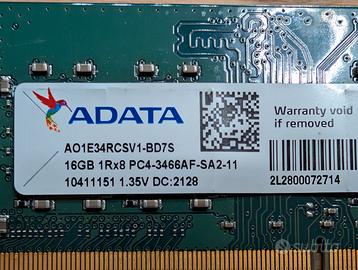 ADATA
AO1E34RCSV1-BD7S
16GB 1Rx8 PC4-3466AF-SA2-11
10411151 1.35V DC:2128
Warranty void
if removed
2L2800072714
subito